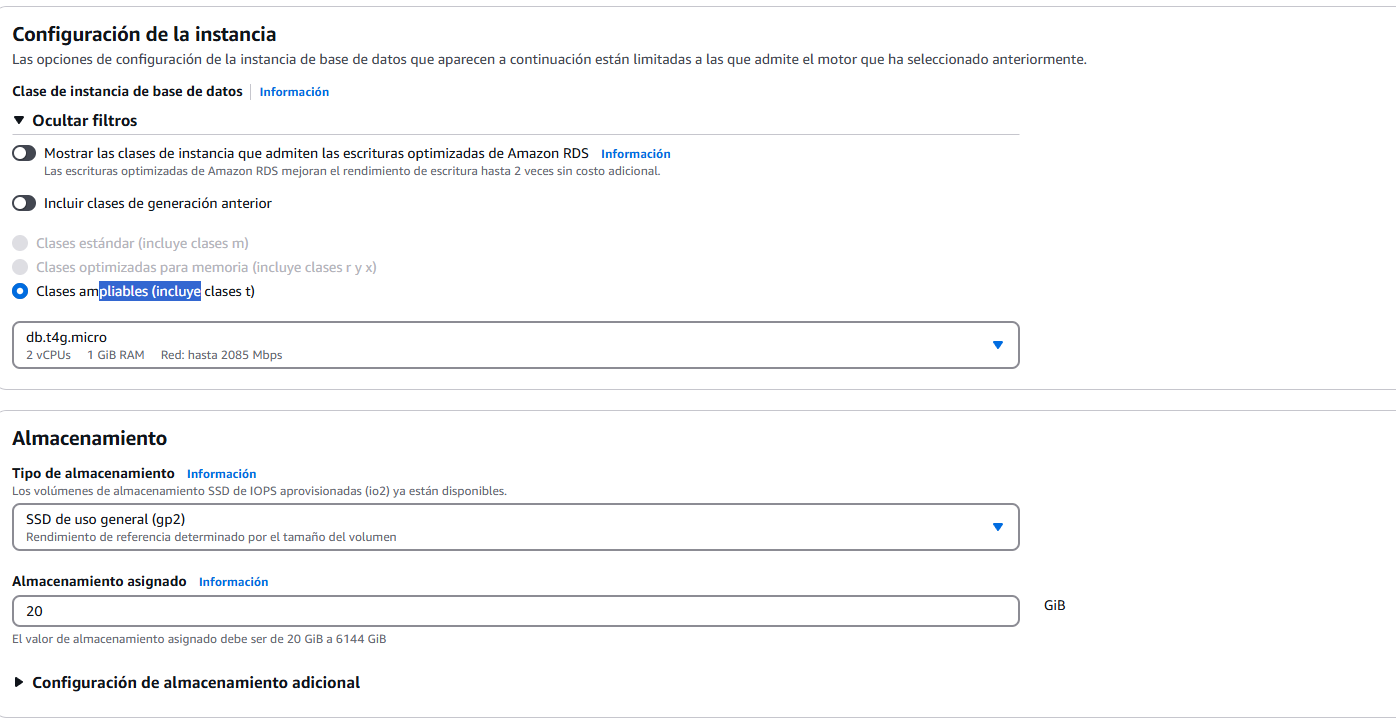 Configuración de la instancia
Las opciones de configuración de la instancia de base de datos que aparecen a continuación están limitadas a las que admite el motor que ha seleccionado anteriormente.
Clase de instancia de base de datos Información
Ocultar filtros
Mostrar las clases de instancia que admiten las escrituras optimizadas de Amazon RDS Información
Las escrituras optimizadas de Amazon RDS mejoran el rendimiento de escritura hasta 2 veces sin costo adicional.
Incluir clases de generación anterior
Clases estándar (incluye clases m)
Clases optimizadas para memoria (incluye clases r y x)
Clases ampliables (incluye clases t)
db.t4g.micro
2 vCPUs 1 GiB RAM Red: hasta 2085 Mbps
Almacenamiento
Tipo de almacenamiento Información
Los volúmenes de almacenamiento SSD de IOPS aprovisionadas (io2) ya están disponibles.
SSD de uso general (gp2)
Rendimiento de referencia determinado por el tamaño del volumen
Almacenamiento asignado Información
20 GiB
El valor de almacenamiento asignado debe ser de 20 GiB a 6144 GiB
Configuración de almacenamiento adicional